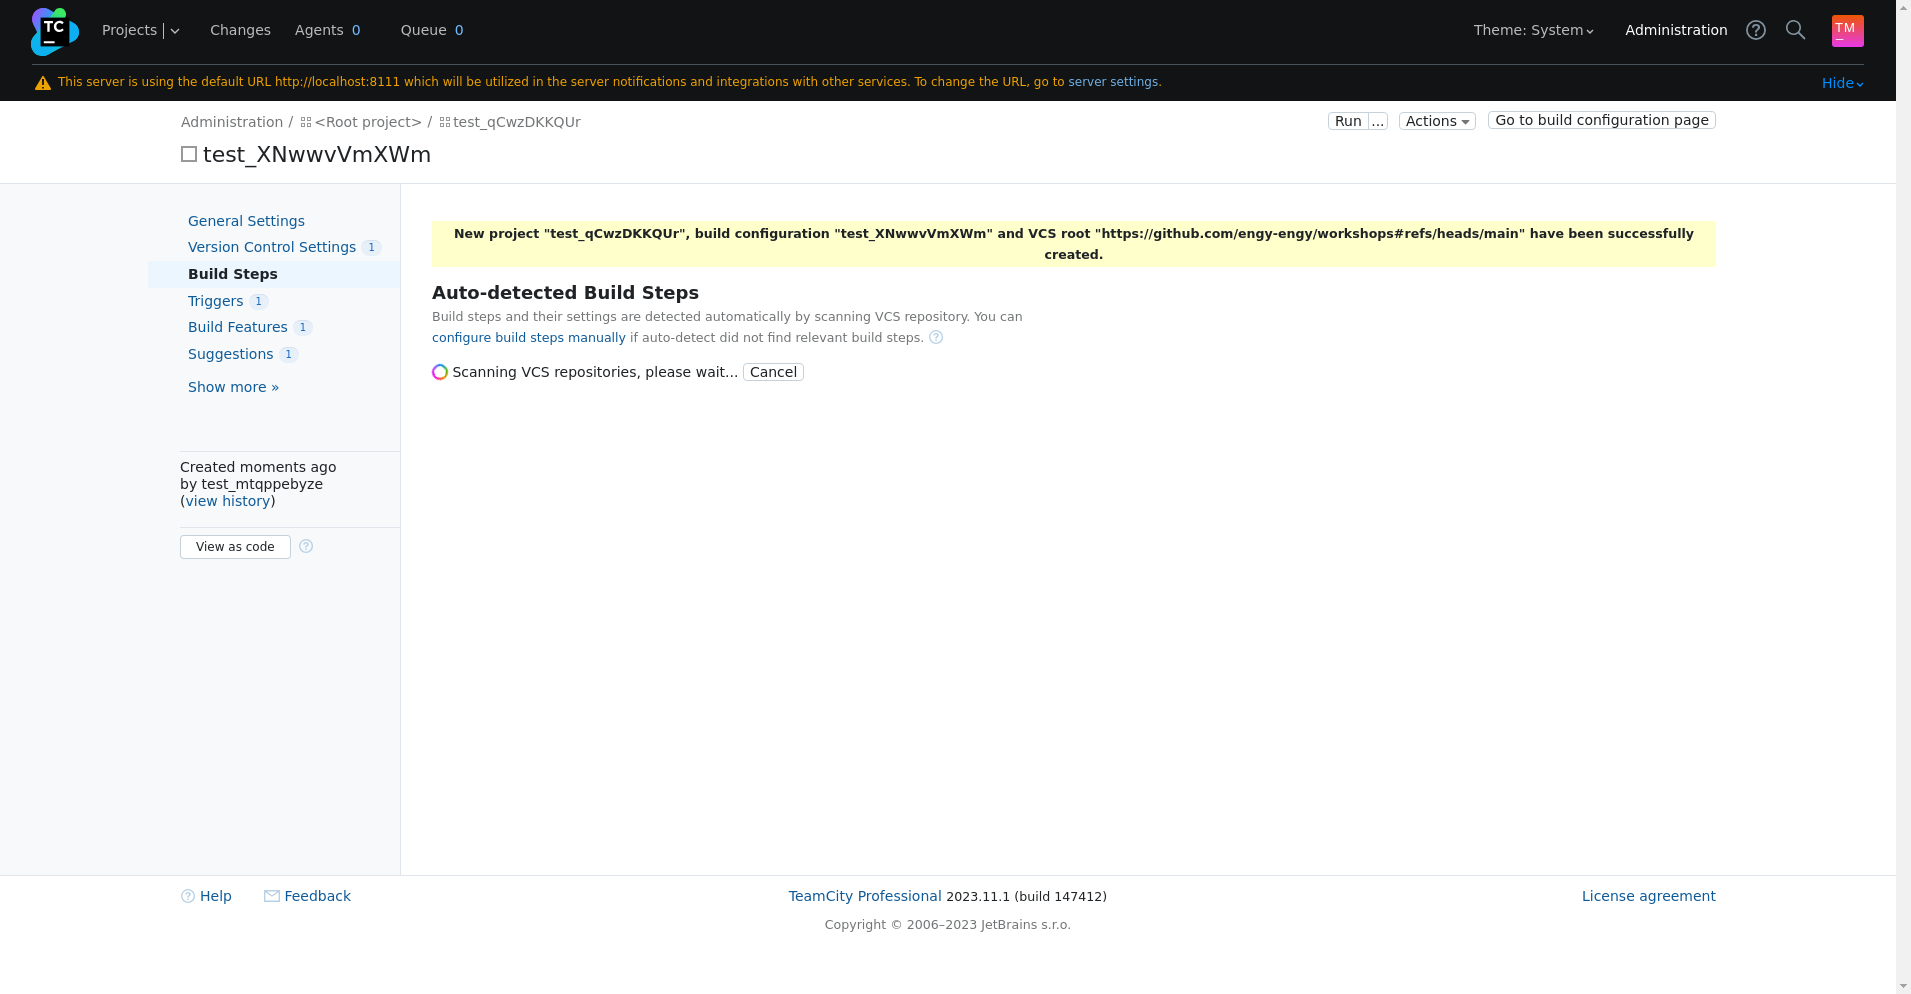 TC
Projects
Changes
Agents 0
Queue 0
Theme: System
Administration
TM
This server is using the default URL http://localhost:8111 which will be utilized in the server notifications and integrations with other services. To change the URL, go to server settings.
Hide
Administration / <Root project> / test_qCwzDKKQUr
Run ...
Actions
Go to build configuration page
test_XNwwvVmXWm
General Settings
Version Control Settings 1
Build Steps
Triggers 1
Build Features 1
Suggestions 1
Show more »
Created moments ago
by test_mtqppebyze
(view history)
View as code ?
New project "test_qCwzDKKQUr", build configuration "test_XNwwvVmXWm" and VCS root "https://github.com/engy-engy/workshops#refs/heads/main" have been successfully
created.
Auto-detected Build Steps
Build steps and their settings are detected automatically by scanning VCS repository. You can
configure build steps manually if auto-detect did not find relevant build steps. ?
Scanning VCS repositories, please wait... Cancel
? Help
Feedback
TeamCity Professional 2023.11.1 (build 147412)
License agreement
Copyright © 2006–2023 JetBrains s.r.o.